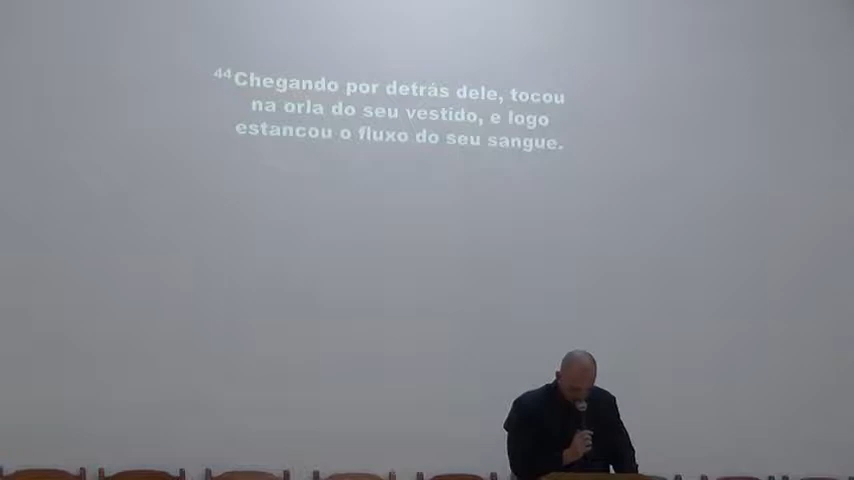 44Chegando por detrás dele, tocou
na orla do seu vestido, e logo
estancou o fluxo do seu sangue.